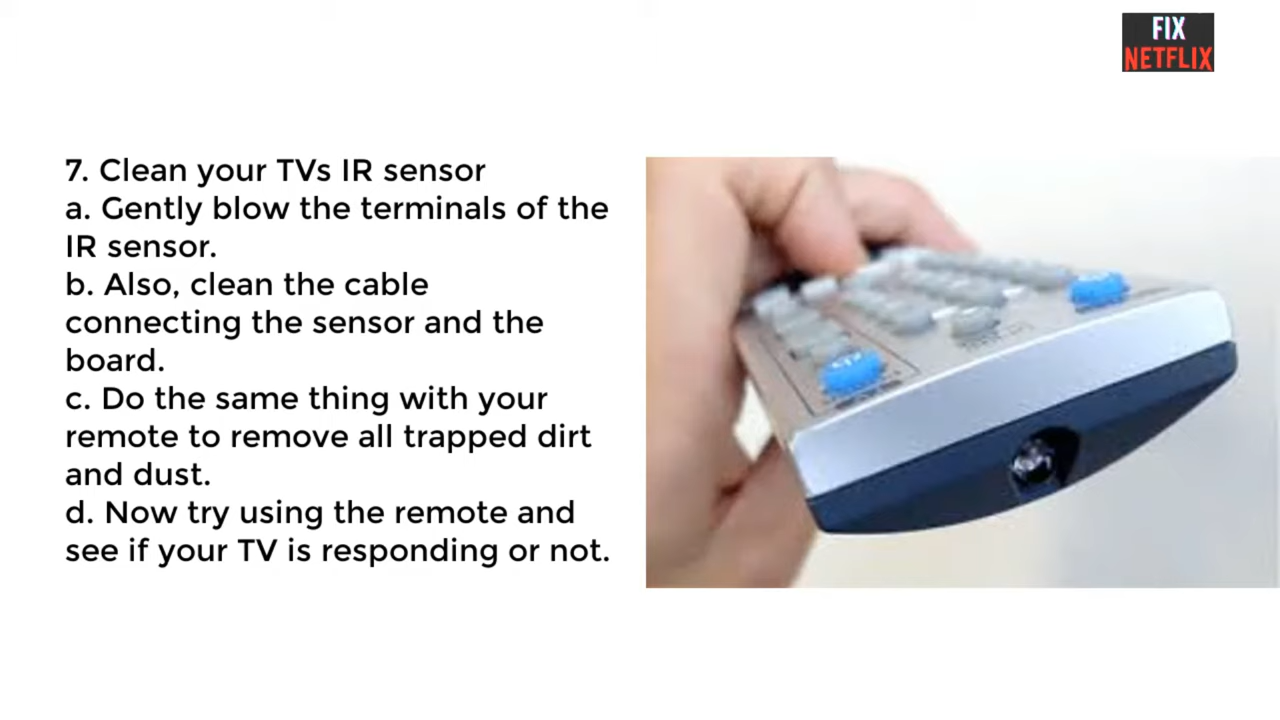 FIX
NETFLIX
7. Clean your TVs IR sensor
a. Gently blow the terminals of the
IR sensor.
b. Also, clean the cable
connecting the sensor and the
board.
c. Do the same thing with your
remote to remove all trapped dirt
and dust.
d. Now try using the remote and
see if your TV is responding or not.